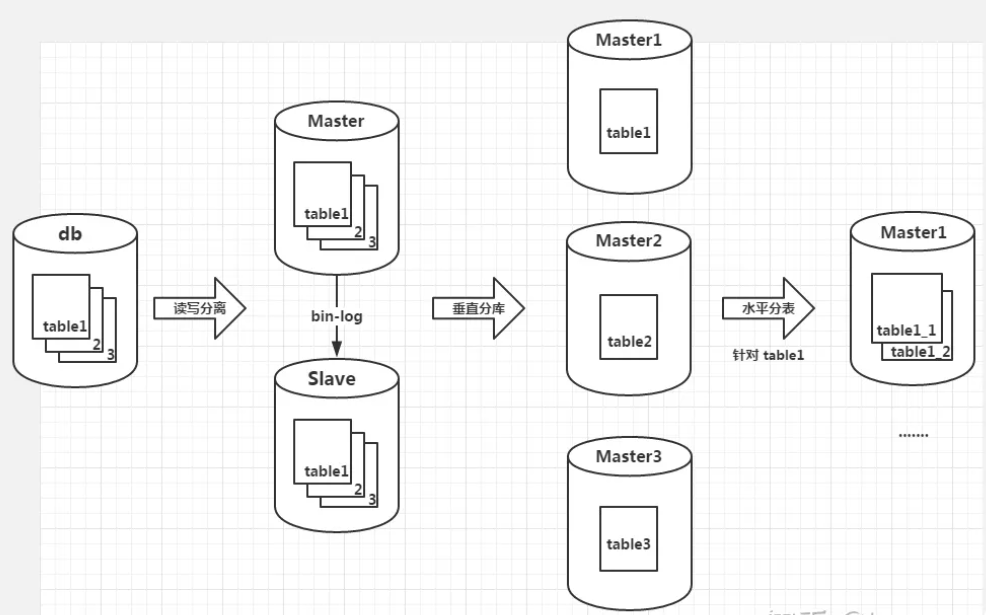 db
table1
2
3
读写分离
Master
table1
2
3
bin-log
Slave
table1
2
3
垂直分库
Master1
table1
Master2
table2
Master3
table3
水平分表
针对 table1
Master1
table1_1
table1_2
.......